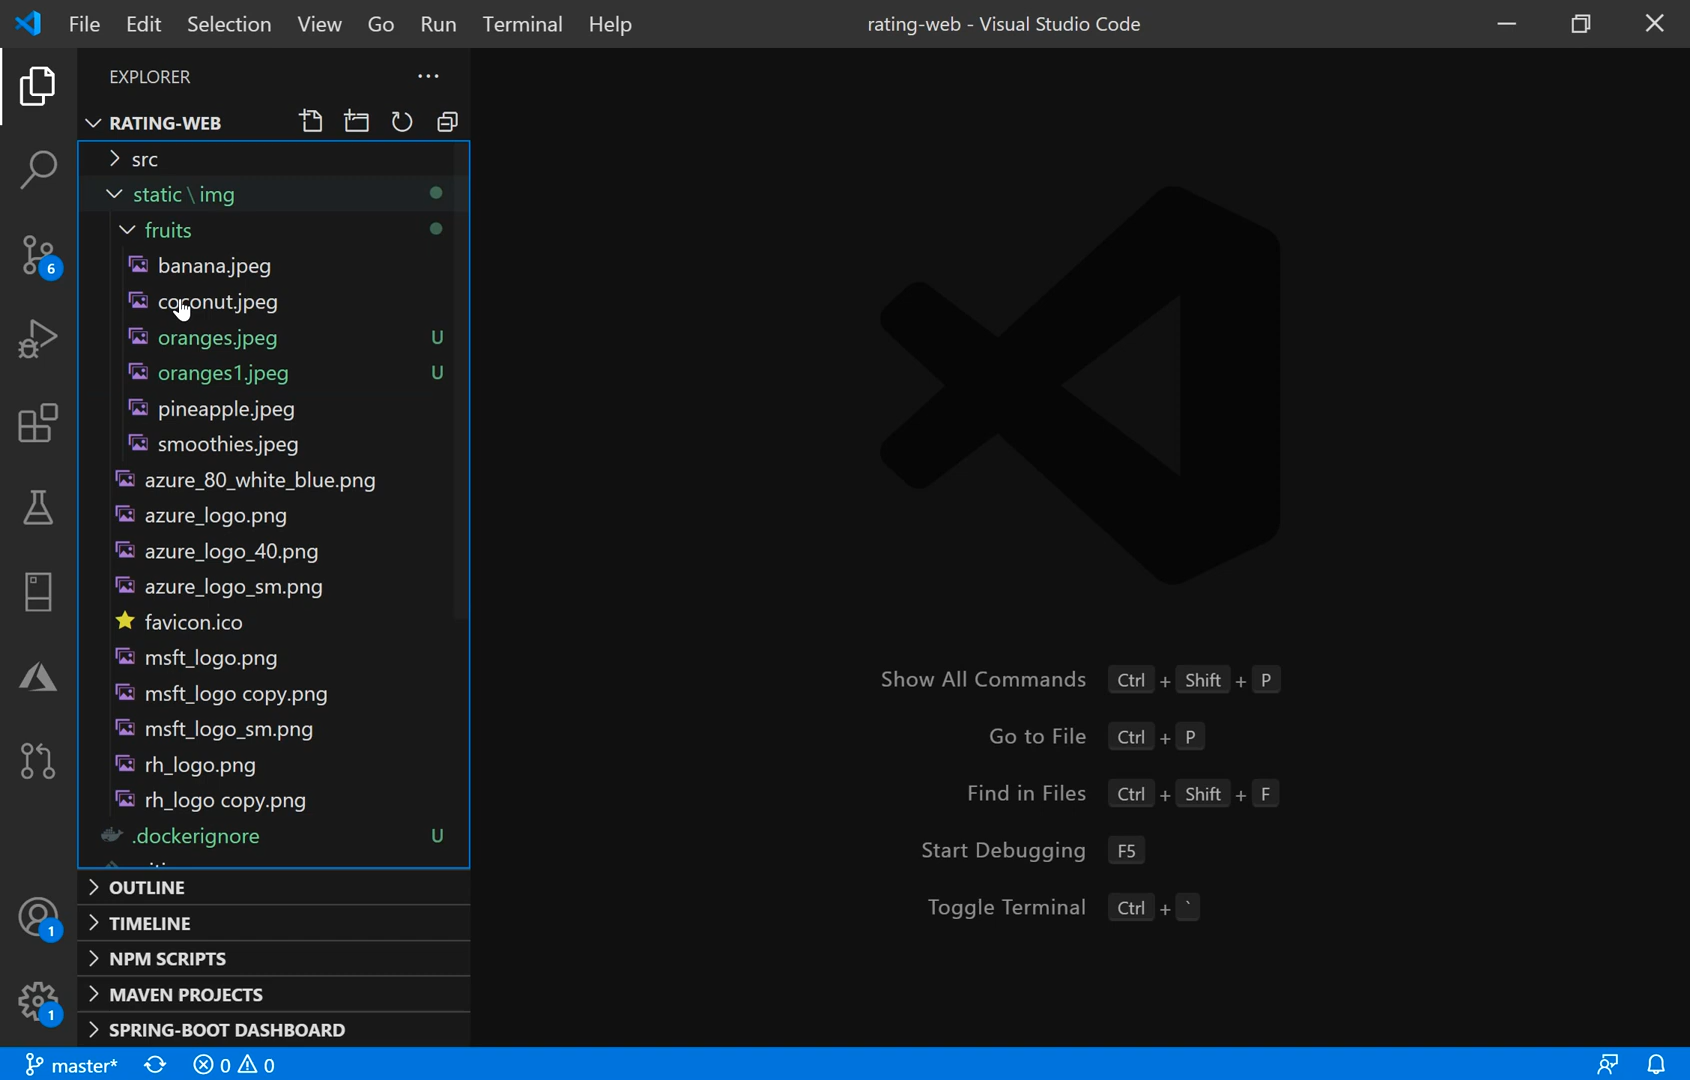 File Edit Selection View Go Run Terminal Help rating-web - Visual Studio Code
EXPLORER
RATING-WEB
src
static \ img
fruits
banana.jpeg
coconut.jpeg
oranges.jpeg U
oranges1.jpeg U
pineapple.jpeg
smoothies.jpeg
azure_80_white_blue.png
azure_logo.png
azure_logo_40.png
azure_logo_sm.png
favicon.ico
msft_logo.png
msft_logo copy.png
msft_logo_sm.png
rh_logo.png
rh_logo copy.png
.dockerignore U
OUTLINE
TIMELINE
NPM SCRIPTS
MAVEN PROJECTS
SPRING-BOOT DASHBOARD
6
1
1
Show All Commands Ctrl + Shift + P
Go to File Ctrl + P
Find in Files Ctrl + Shift + F
Start Debugging F5
Toggle Terminal Ctrl + `
master* 0 0